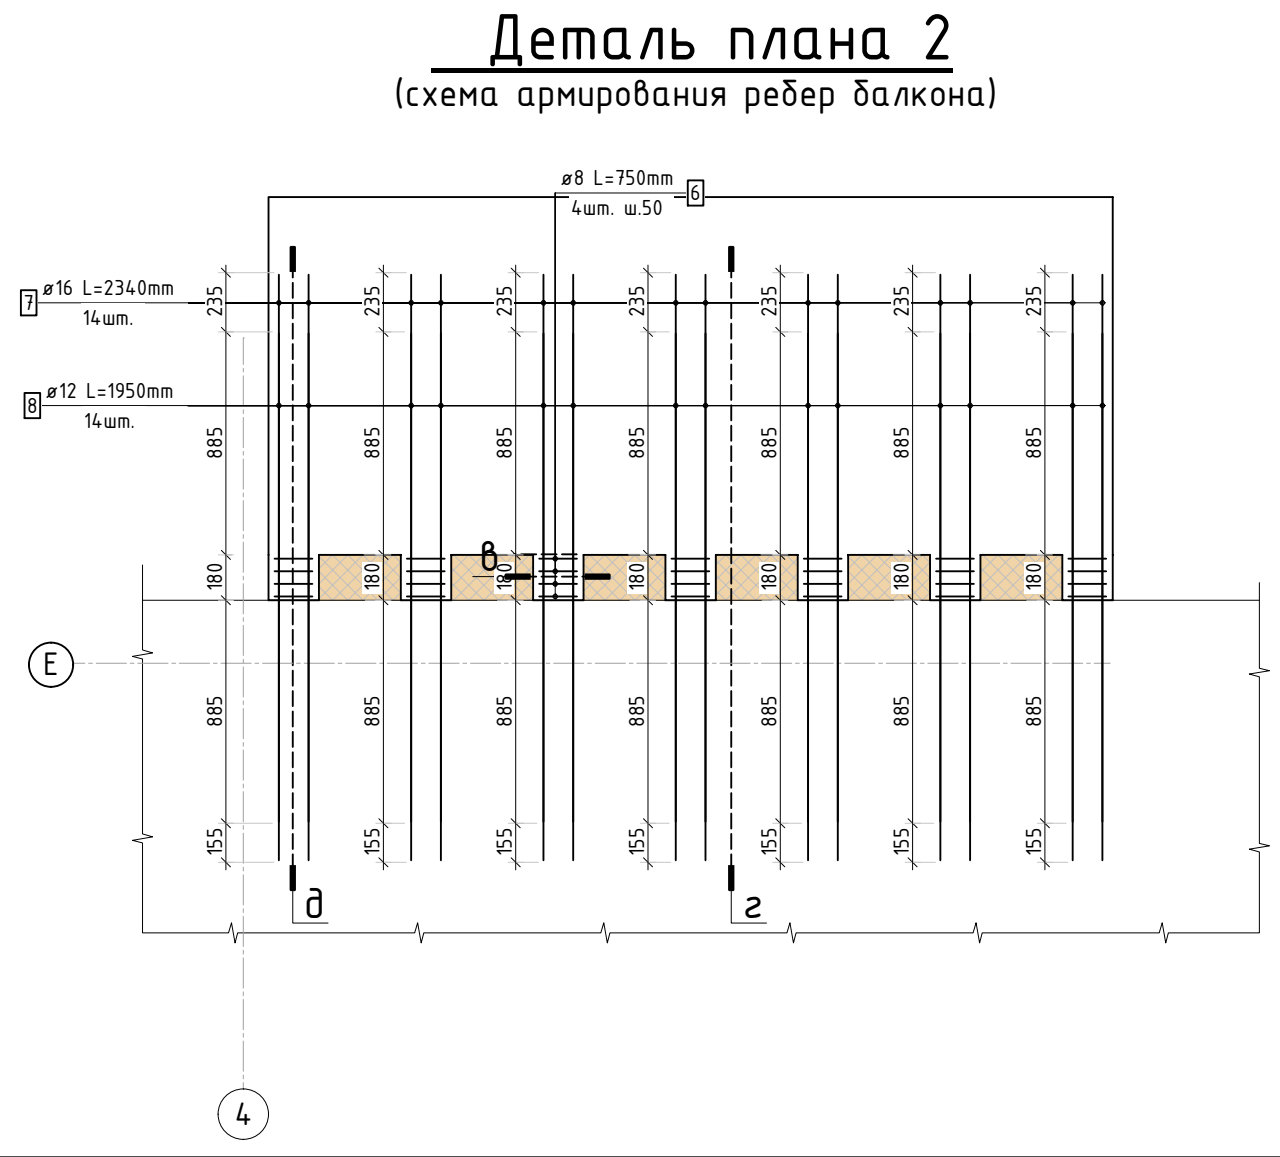 Деталь плана 2
(схема армирования ребер балкона)
ø8 L=750mm
6
4шт. ш.50
ø16 L=2340mm
7
14шт.
235 235 235 235 235 235 235
ø12 L=1950mm
8
14шт.
885 885 885 885 885 885 885
в
180 180 180 180 180 180 180
Е
885 885 885 885 885 885 885
155 155 155 155 155 155 155
д г
4